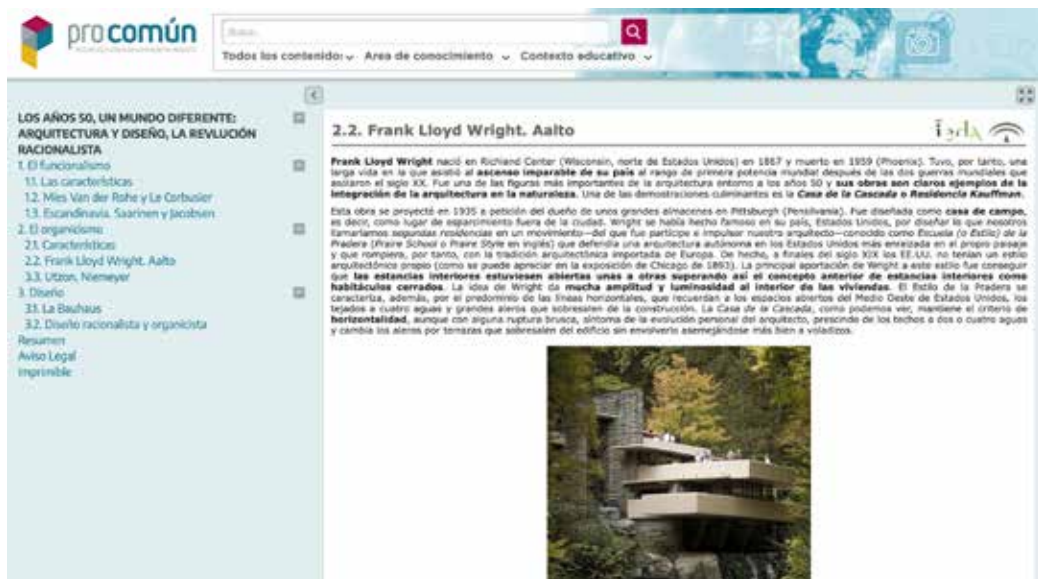 procomún
Todos los contenido: Area de conocimiento Contexto educativo
LOS AÑOS 50, UN MUNDO DIFERENTE:
ARQUITECTURA Y DISEÑO, LA REVLUCIÓN
RACIONALISTA
1. El funcionalismo
1.1. Las características
1.2. Mies Van der Rohe y Le Corbusier
1.3. Escandinavia. Saarinen y Jacobsen
2. El organicismo
2.1. Características
2.2. Frank Lloyd Wright. Aalto
3.3. Utzon. Niemeyer
3. Diseño
3.1. La Bauhaus
3.2. Diseño racionalista y organicista
Resumen
Aviso Legal
Imprimible
2.2. Frank Lloyd Wright. Aalto
Frank Lloyd Wright nació en Richland Center (Wisconsin, norte de Estados Unidos) en 1867 y muerto en 1959 (Phoenix). Tuvo, por tanto, una
larga vida en la que asistió al ascenso imparable de su país al rango de primera potencia mundial después de las dos guerras mundiales que
asolaron el siglo XX. Fue una de las figuras más importantes de la arquitectura entorno a los años 50 y sus obras son claros ejemplos de la
integración de la arquitectura en la naturaleza. Una de las demostraciones culminantes es la Casa de la Cascada o Residencia Kauffman.
Esta obra se proyectó en 1935 a petición del dueño de unos grandes almacenes en Pittsburgh (Pensilvania). Fue diseñada como casa de campo,
es decir, como lugar de esparcimiento fuera de la ciudad. Wright se había hecho famoso en su país, Estados Unidos, por diseñar lo que nosotros
llamaríamos segundas residencias en un movimiento—del que fue partícipe e impulsor nuestro arquitecto—conocido como Escuela (o Estilo) de la
Pradera (Praire School o Praire Style en inglés) que defendía una arquitectura autónoma en los Estados Unidos más enraizada en el propio paisaje
y que rompiera, por tanto, con la tradición arquitectónica importada de Europa. De hecho, a finales del siglo XIX los EE.UU. no tenían un estilo
arquitectónico propio (como se puede apreciar en la exposición de Chicago de 1893). La principal aportación de Wright a este estilo fue conseguir
que las estancias interiores estuviesen abiertas unas a otras superando así el concepto anterior de estancias interiores como
habitáculos cerrados. La idea de Wright da mucha amplitud y luminosidad al interior de las viviendas. El Estilo de la Pradera se
caracteriza, además, por el predominio de las líneas horizontales, que recuerdan a los espacios abiertos del Medio Oeste de Estados Unidos, los
tejados a cuatro aguas y grandes aleros que sobresalen de la construcción. La Casa de la Cascada, como podemos ver, mantiene el criterio de
horizontalidad, aunque con alguna ruptura brusca, síntoma de la evolución personal del arquitecto, prescinde de los techos a dos o cuatro aguas
y cambia los aleros por terrazas que sobresalen del edificio sin envolverlo asemejándose más bien a voladizos.